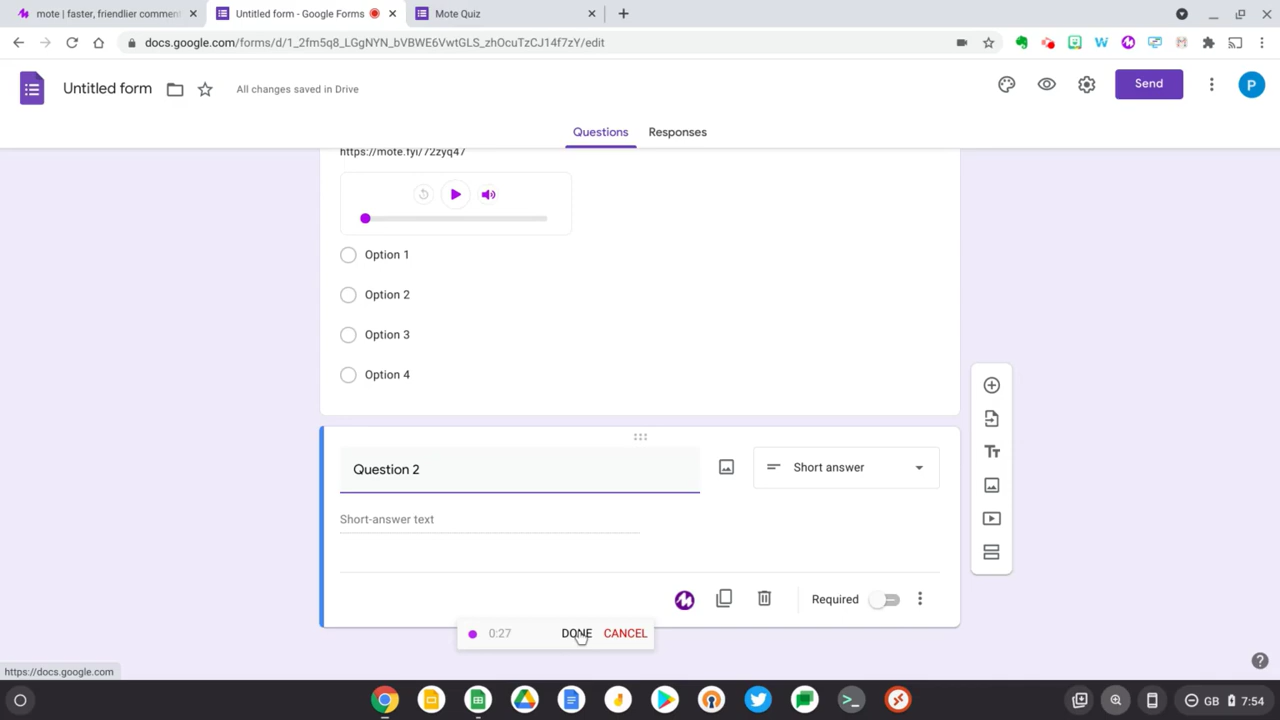 mote | faster, friendlier comment
Untitled form - Google Forms
Mote Quiz
docs.google.com/forms/d/1_2fm5q8_LGgNYN_bVBWE6VwGLS_zhOcuTzCJ14f7zY/edit
Untitled form
All changes saved in Drive
Send
P
Questions
Responses
https://mote.fyi/72zyq47
Option 1
Option 2
Option 3
Option 4
Question 2
Short answer
Short-answer text
Required
0:27
DONE
CANCEL
https://docs.google.com
GB
7:54